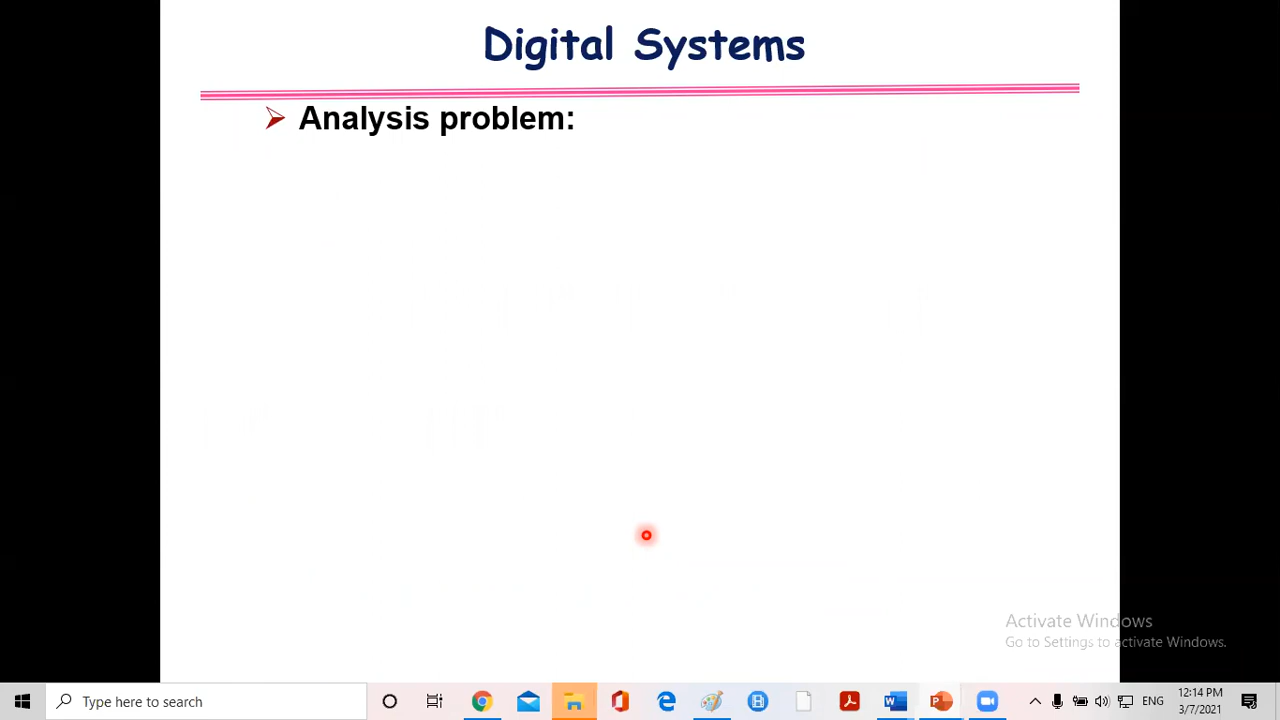 Digital Systems
Analysis problem:
Activate Windows
Go to Settings to activate Windows.
Type here to search
ENG
12:14 PM
3/7/2021